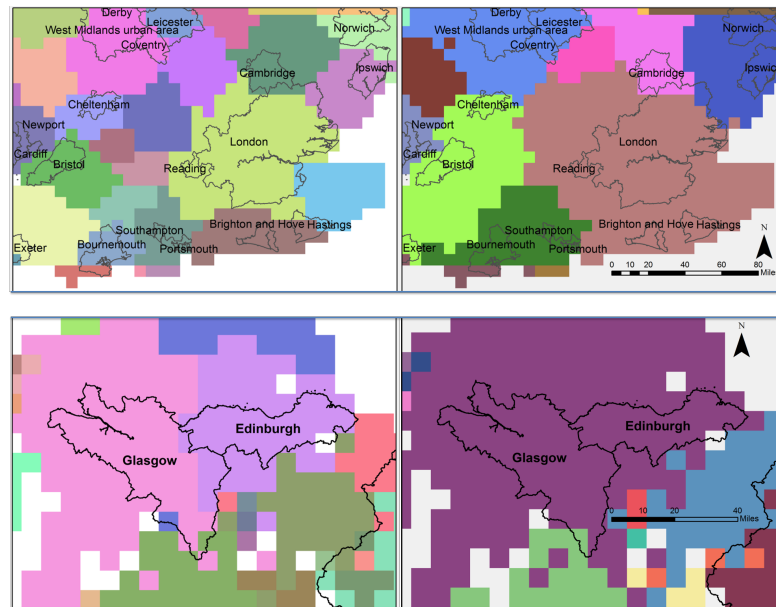 Derby
Leicester
Norwich
West Midlands urban area
Coventry
Ipswich
Cambridge
Cheltenham
Newport
London
Cardiff
Bristol
Reading
Brighton and Hove
Hastings
Southampton
Exeter
Bournemouth
Portsmouth
Derby
Leicester
Norwich
West Midlands urban area
Coventry
Ipswich
Cambridge
Cheltenham
Newport
London
Cardiff
Bristol
Reading
Brighton and Hove
Hastings
Southampton
N
Exeter
Bournemouth
Portsmouth
0 10 20 40 60 80
Miles
Edinburgh
Glasgow
N
Edinburgh
Glasgow
0 10 20 40
Miles